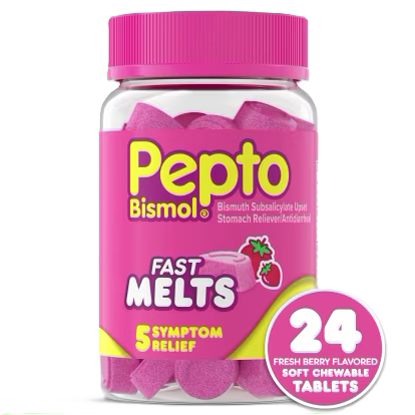 Pepto
Bismol®
Bismuth Subsalicylate Upset
Stomach Reliever/Antidiarrheal
FAST
MELTS
5 SYMPTOM
RELIEF
24
FRESH BERRY FLAVORED
SOFT CHEWABLE
TABLETS